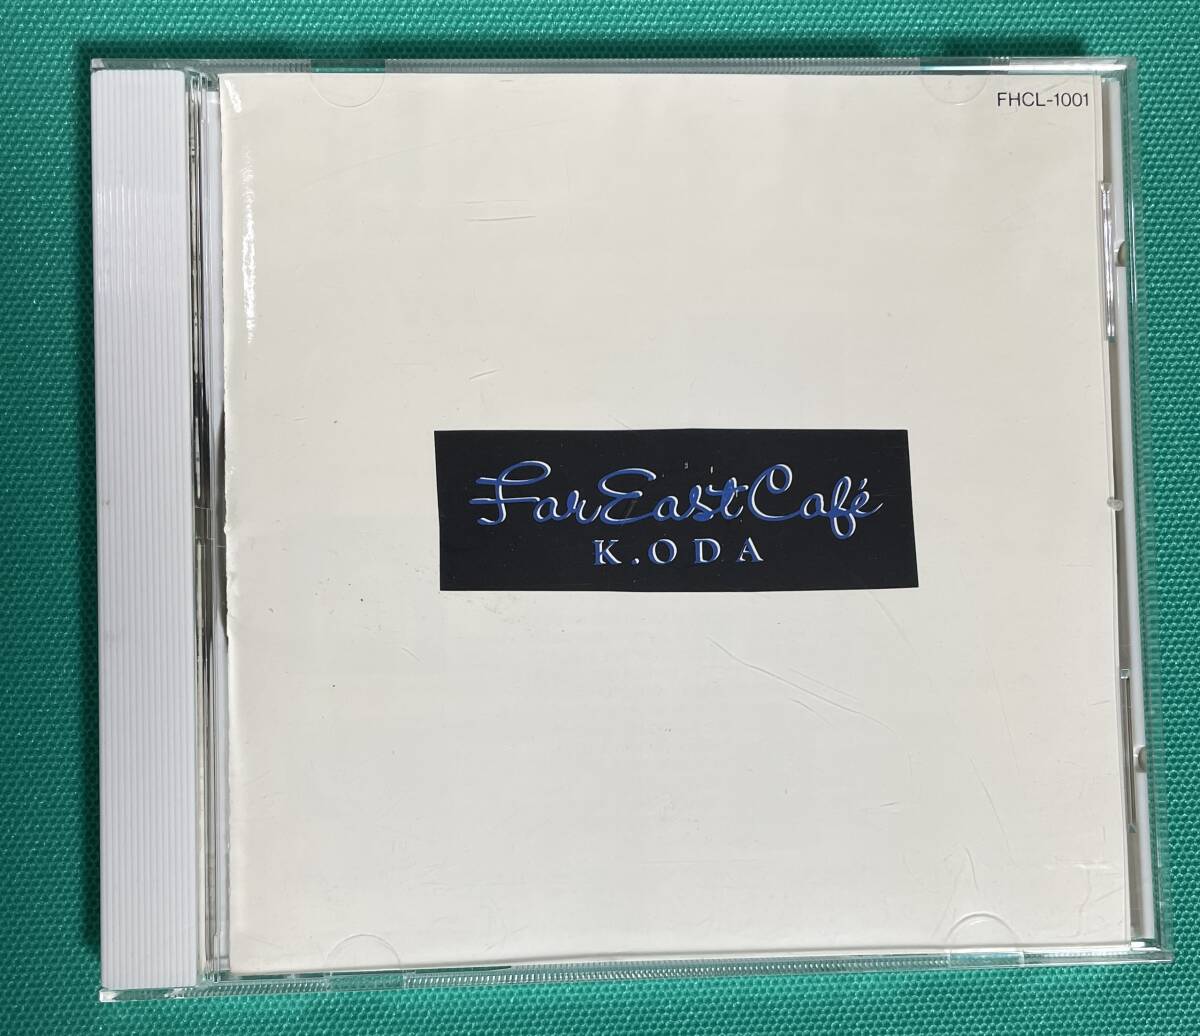 FHCL-1001
Far East Café
K.ODA